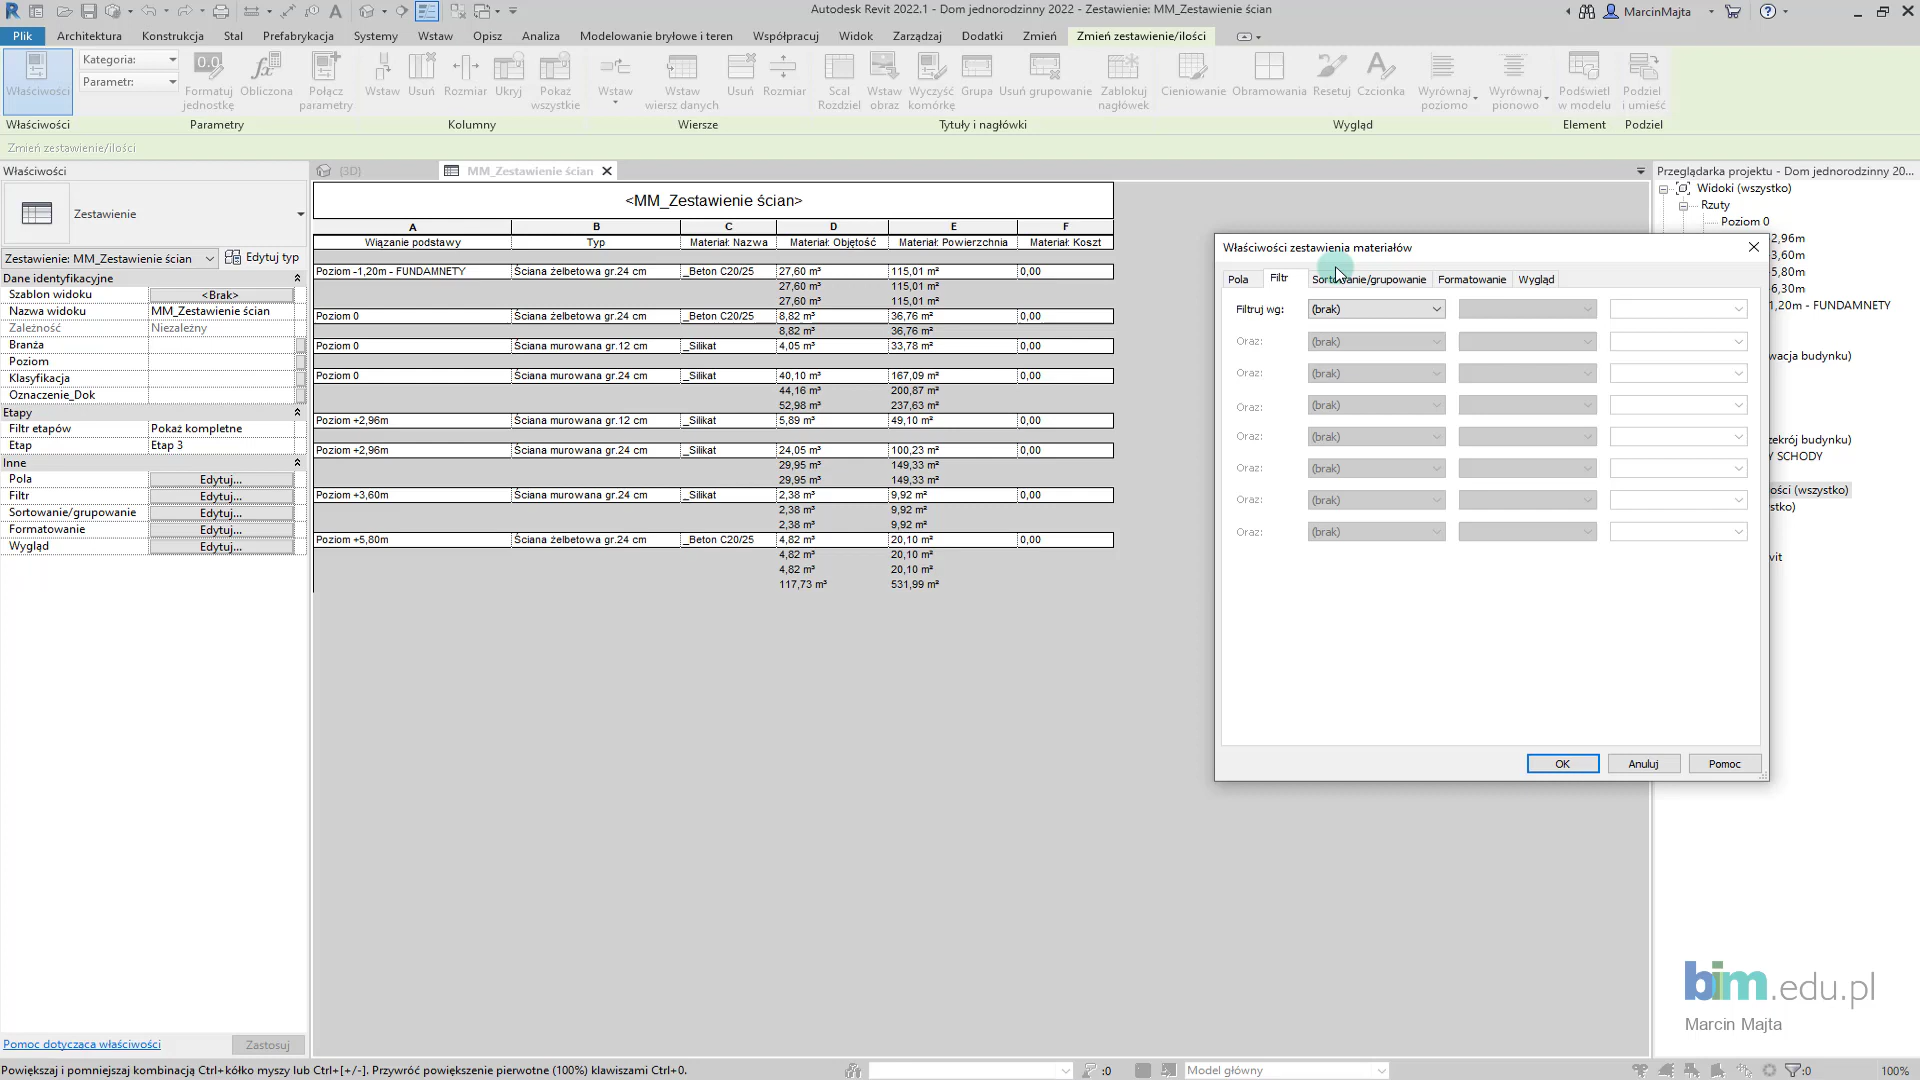 Autodesk Revit 2022.1 - Dom jednorodzinny 2022 - Zestawienie: MM_Zestawienie ścian
MarcinMajta
Plik Architektura Konstrukcja Stal Prefabrykacja Systemy Wstaw Opisz Analiza Modelowanie bryłowe i teren Współpracuj Widok Zarządzaj Dodatki Zmień Zmień zestawienie/ilości
Kategoria:
Parametr:
Właściwości Formatuj jednostkę Obliczona Połącz parametry Wstaw Usuń Rozmiar Ukryj Pokaż wszystkie Wstaw Wstaw wiersz danych Usuń Rozmiar Scal Rozdziel Wstaw obraz Wyczyść komórkę Grupa Usuń grupowanie Zablokuj nagłówek Cieniowanie Obramowania Resetuj Czcionka Wyrównaj poziomo Wyrównaj pionowo Podświetl w modelu Podziel i umieść
Właściwości Parametry Kolumny Wiersze Tytuły i nagłówki Wygląd Element Podziel
Zmień zestawienie/ilości
Właściwości
Zestawienie
Zestawienie: MM_Zestawienie ścian Edytuj typ
Dane identyfikacyjne
Szablon widoku <Brak>
Nazwa widoku MM_Zestawienie ścian
Zależność Niezależny
Branża
Poziom
Klasyfikacja
Oznaczenie_Dok
Etapy
Filtr etapów Pokaż kompletne
Etap Etap 3
Inne
Pola Edytuj...
Filtr Edytuj...
Sortowanie/grupowanie Edytuj...
Formatowanie Edytuj...
Wygląd Edytuj...
Pomoc dotycząca właściwości Zastosuj
{3D} MM_Zestawienie ścian
<MM_Zestawienie ścian>
A B C D E F
Wiązanie podstawy Typ Materiał: Nazwa Materiał: Objętość Materiał: Powierzchnia Materiał: Koszt
Poziom -1,20m - FUNDAMNETY Ściana żelbetowa gr.24 cm _Beton C20/25 27,60 m³ 115,01 m² 0,00
27,60 m³ 115,01 m²
27,60 m³ 115,01 m²
Poziom 0 Ściana żelbetowa gr.24 cm _Beton C20/25 8,82 m³ 36,76 m² 0,00
8,82 m³ 36,76 m²
Poziom 0 Ściana murowana gr.12 cm _Silikat 4,05 m³ 33,78 m² 0,00
Poziom 0 Ściana murowana gr.24 cm _Silikat 40,10 m³ 167,09 m² 0,00
44,16 m³ 200,87 m²
52,98 m³ 237,63 m²
Poziom +2,96m Ściana murowana gr.12 cm _Silikat 5,89 m³ 49,10 m² 0,00
Poziom +2,96m Ściana murowana gr.24 cm _Silikat 24,05 m³ 100,23 m² 0,00
29,95 m³ 149,33 m²
29,95 m³ 149,33 m²
Poziom +3,60m Ściana murowana gr.24 cm _Silikat 2,38 m³ 9,92 m² 0,00
2,38 m³ 9,92 m²
2,38 m³ 9,92 m²
Poziom +5,80m Ściana żelbetowa gr.24 cm _Beton C20/25 4,82 m³ 20,10 m² 0,00
4,82 m³ 20,10 m²
4,82 m³ 20,10 m²
117,73 m³ 531,99 m²
Właściwości zestawienia materiałów
Pola Filtr Sortowanie/grupowanie Formatowanie Wygląd
Filtruj wg: (brak)
Oraz: (brak)
Oraz: (brak)
Oraz: (brak)
Oraz: (brak)
Oraz: (brak)
Oraz: (brak)
Oraz: (brak)
OK Anuluj Pomoc
Przeglądarka projektu - Dom jednorodzinny 20...
Widoki (wszystko)
Rzuty
Poziom 0
2,96m
3,60m
5,80m
6,30m
1,20m - FUNDAMNETY
wacja budynku)
zekrój budynku)
Y SCHODY
ości (wszystko)
stko)
vit
bim.edu.pl
Marcin Majta
Powiększaj i pomniejszaj kombinacją Ctrl+kółko myszy lub Ctrl+[+/-]. Przywróć powiększenie pierwotne (100%) klawiszami Ctrl+0.
:0 Model główny :0 100%